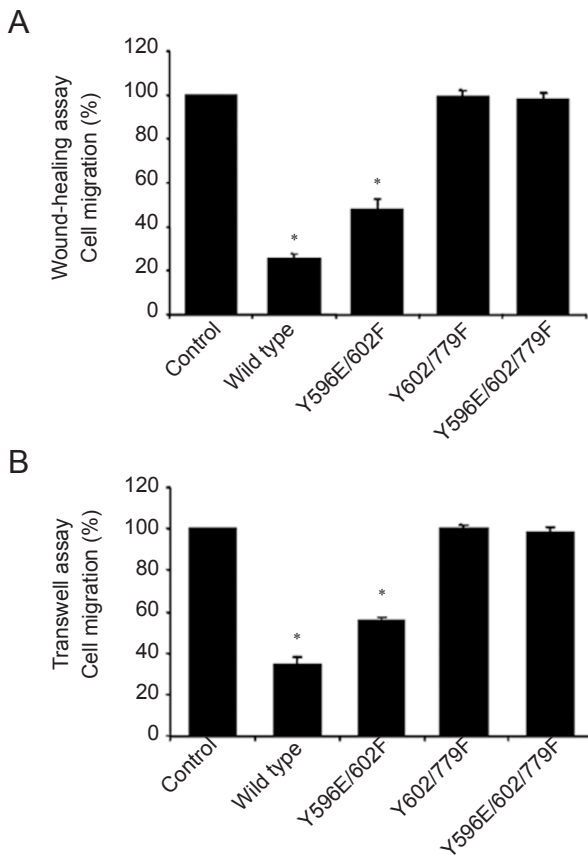 A
Wound-healing assay
Cell migration (%)
120
100
80
60
40
20
0
*
*
Control
Wild type
Y596E/602F
Y602/779F
Y596E/602/779F
B
Transwell assay
Cell migration (%)
120
100
80
60
40
20
0
*
*
Control
Wild type
Y596E/602F
Y602/779F
Y596E/602/779F